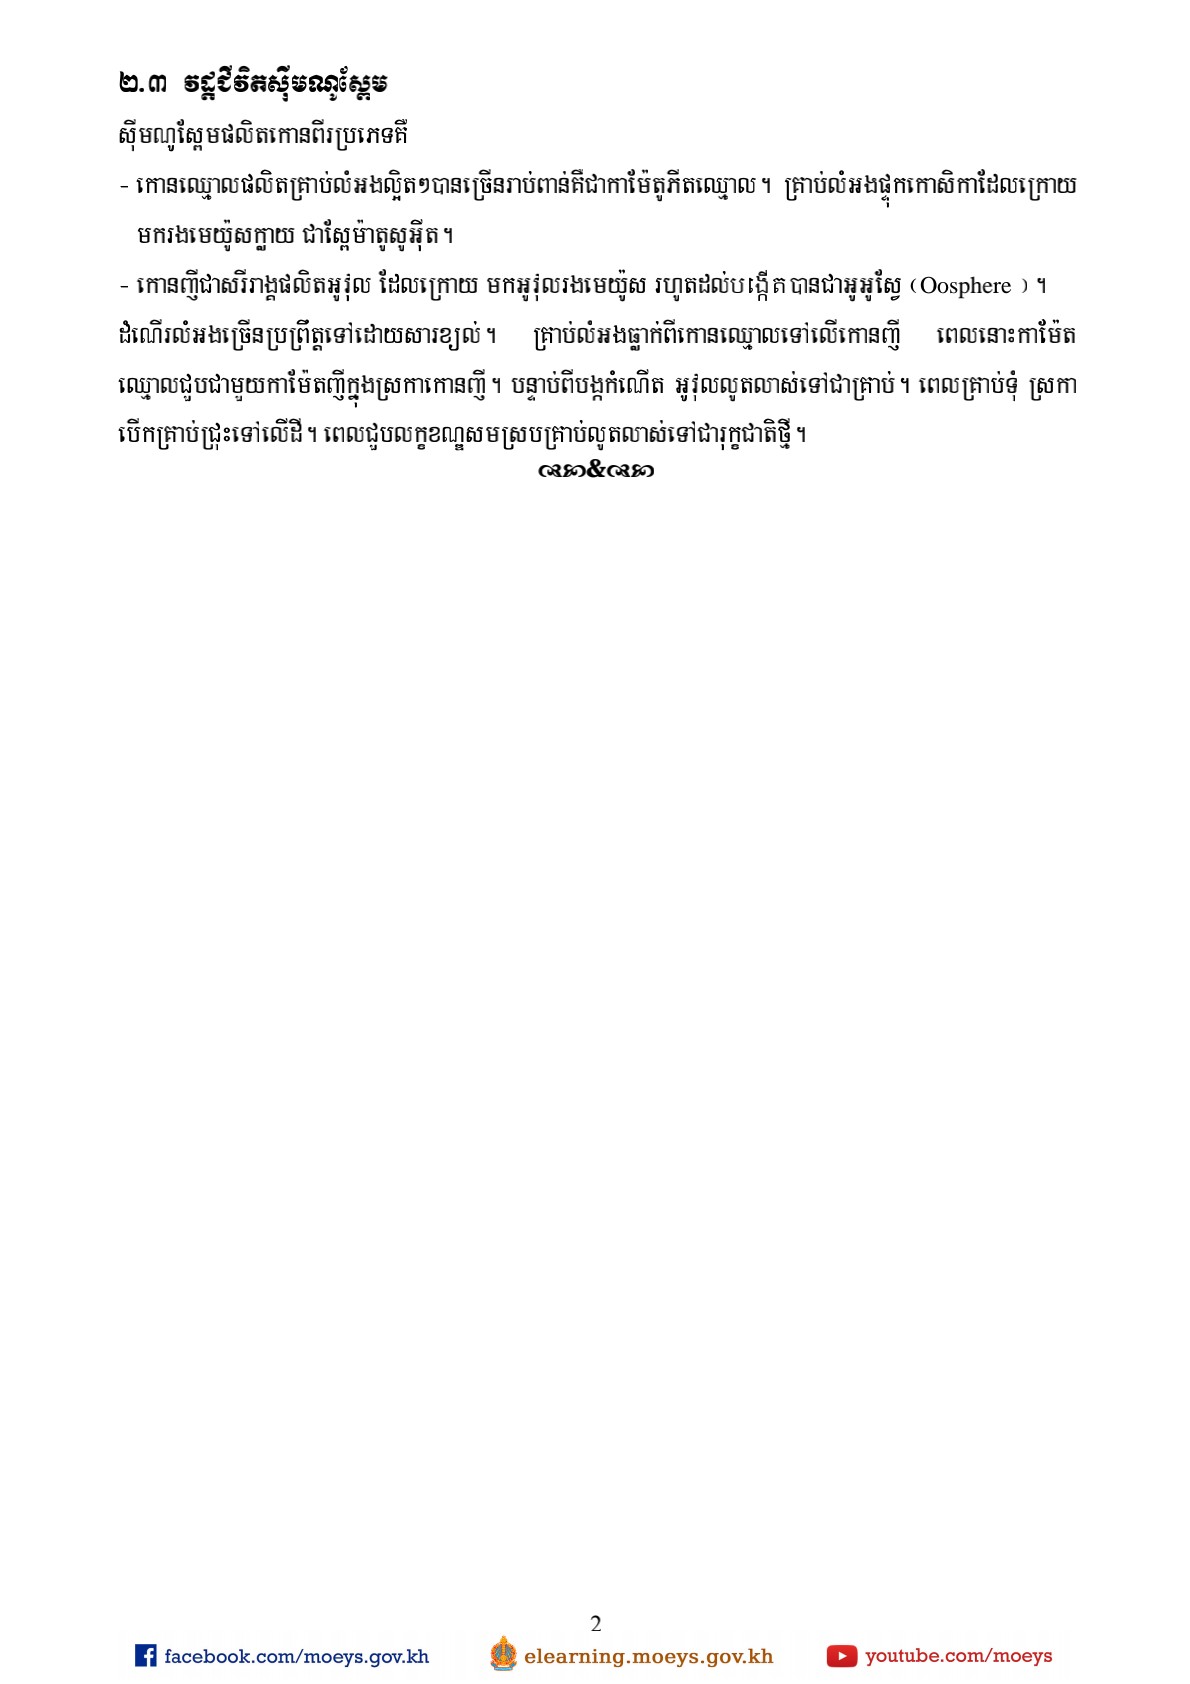 ២.៣ វដ្តជីវិតស៊ីមណូស្ពែម
ស៊ីមណូស្ពែមផលិតកោនពីរប្រភេទគឺ
- កោនឈ្មោលផលិតគ្រាប់លំអងល្អិតៗបានច្រើនរាប់ពាន់គឺជាកាម៉ែតូភីតឈ្មោល។ គ្រាប់លំអងផ្ទុកកោសិកាដែលក្រោយ
មករងមេយ៉ូសក្លាយ ជាស្ពែម៉ាតូសូអ៊ីត។
- កោនញីជាសរីរាង្គផលិតអូវុល ដែលក្រោយ មកអូវុលរងមេយ៉ូស រហូតដល់បង្កើតបានជាអូអូស្វែ (Oosphere ) ។
ដំណើរលំអងច្រើនប្រព្រឹត្តទៅដោយសារខ្យល់។ គ្រាប់លំអងធ្លាក់ពីកោនឈ្មោលទៅលើកោនញី ពេលនោះកាម៉ែត
ឈ្មោលជួបជាមួយកាម៉ែតញីក្នុងស្រកាកោនញី។ បន្ទាប់ពីបង្កកំណើត អូវុលលូតលាស់ទៅជាគ្រាប់។ ពេលគ្រាប់ទុំ ស្រកា
បើកគ្រាប់ជ្រុះទៅលើដី។ ពេលជួបលក្ខខណ្ឌសមស្របគ្រាប់លូតលាស់ទៅជារុក្ខជាតិថ្មី។
2
facebook.com/moeys.gov.kh elearning.moeys.gov.kh youtube.com/moeys